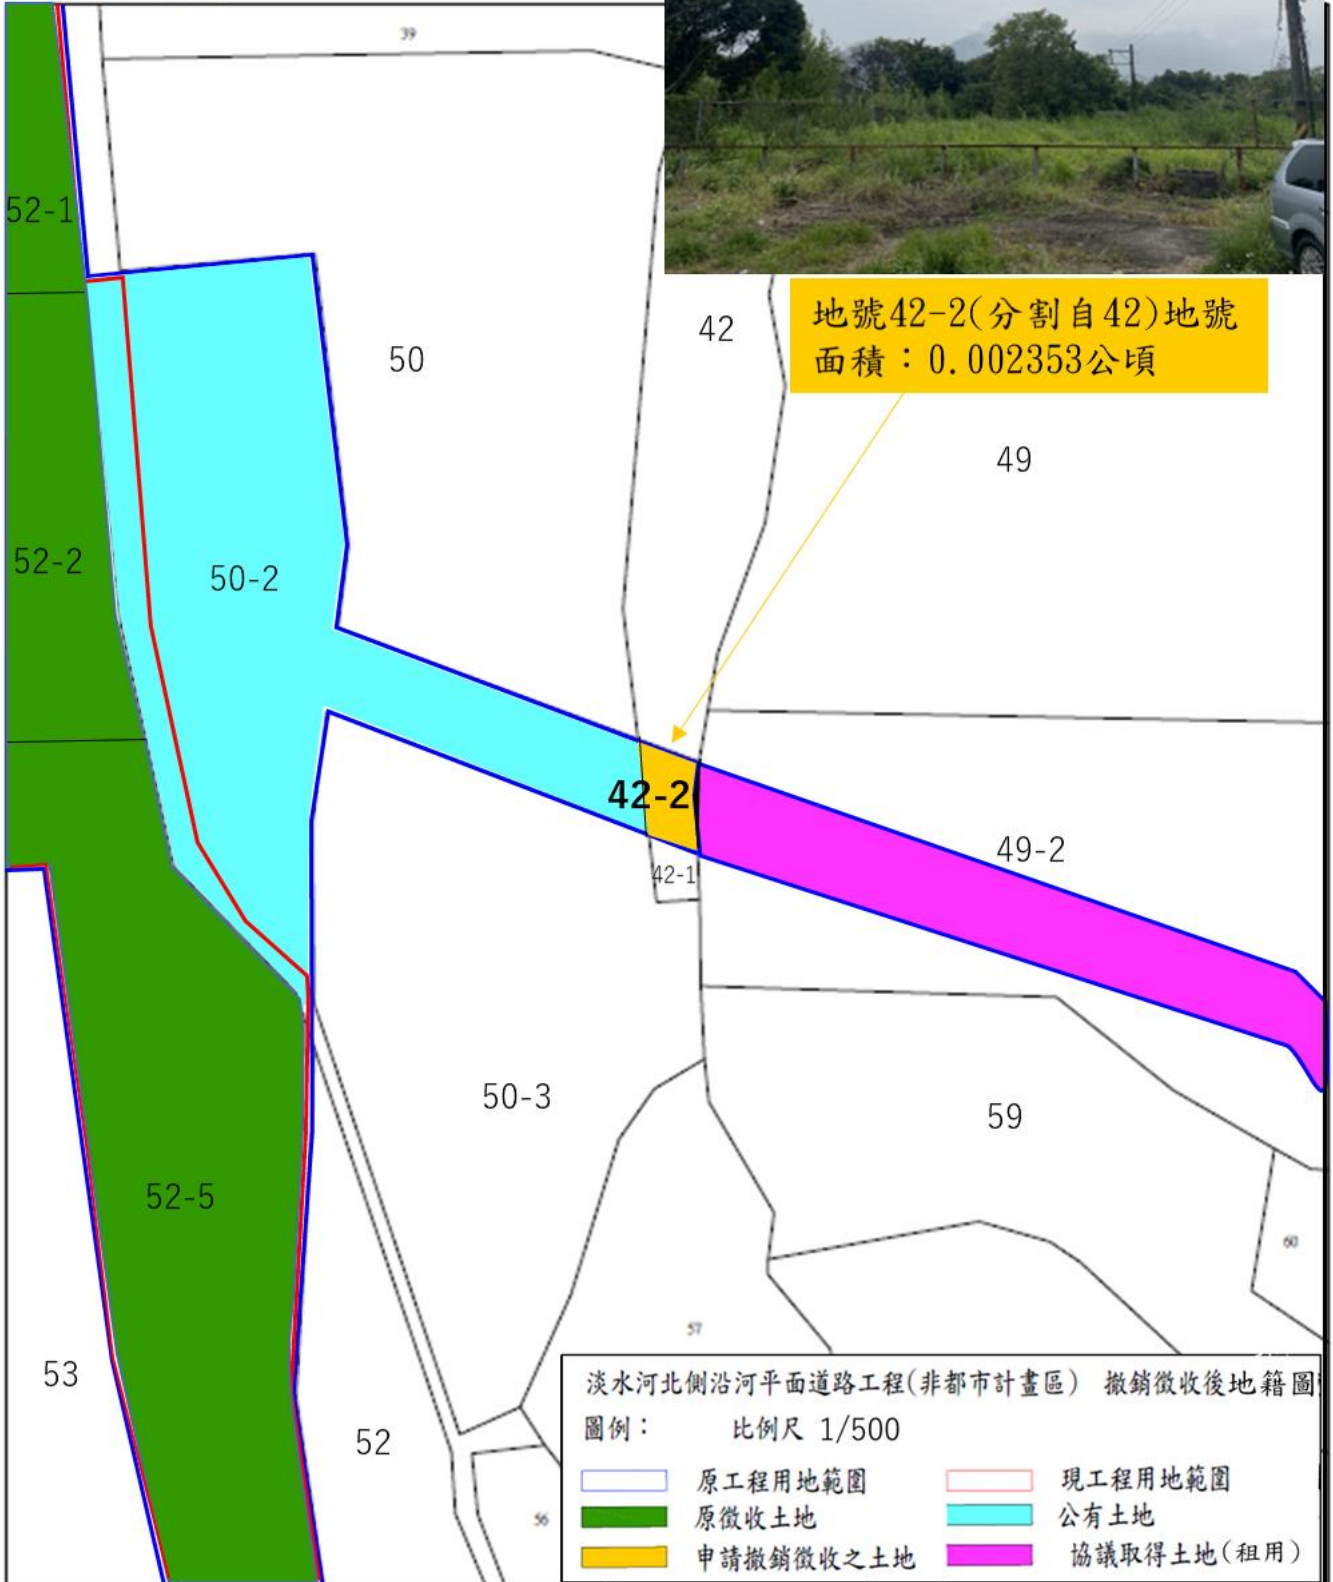 39
52-1
42
地號42-2(分割自42)地號
面積：0.002353公頃
50
49
52-2
50-2
42-2
49-2
42-1
50-3
59
52-5
60
57
53
52
56
淡水河北側沿河平面道路工程(非都市計畫區) 撤銷徵收後地籍圖
圖例： 比例尺 1/500
原工程用地範圍 現工程用地範圍
原徵收土地 公有土地
申請撤銷徵收之土地 協議取得土地(租用)